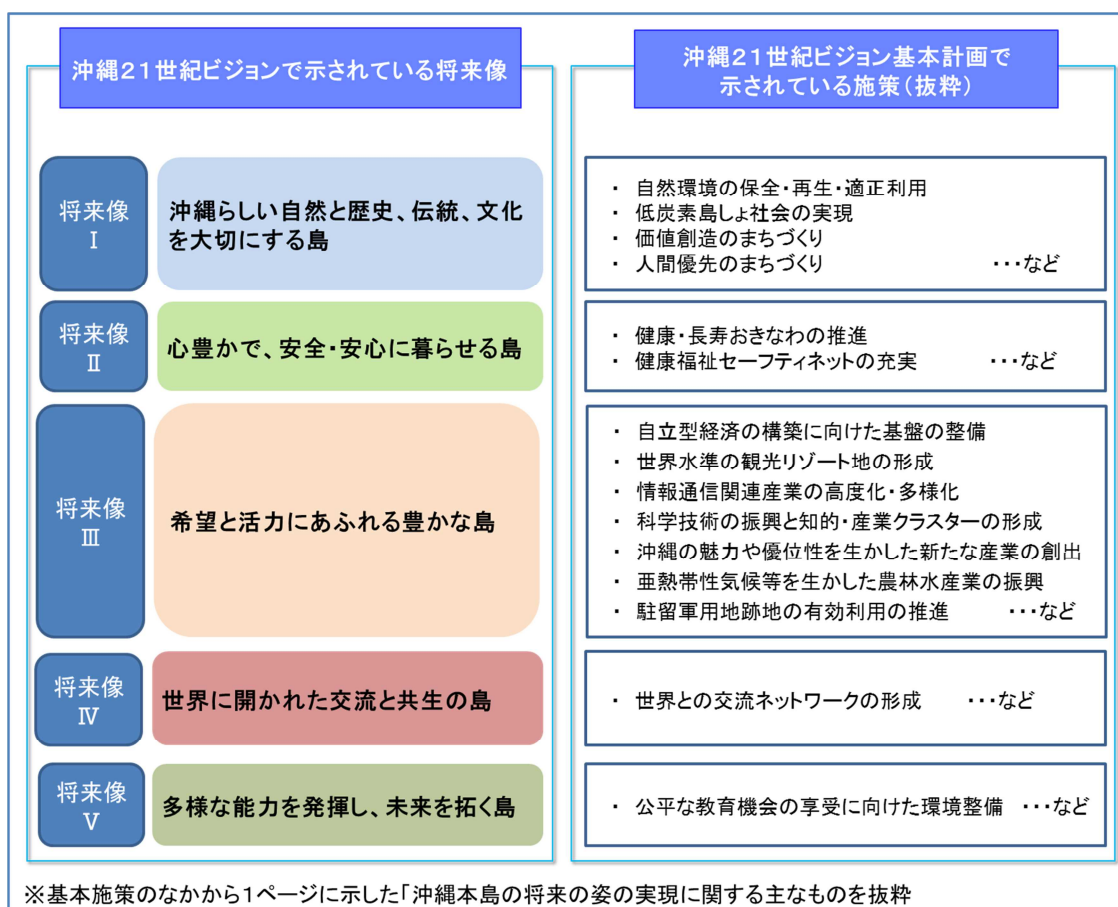 沖縄21世紀ビジョンで示されている将来像
沖縄21世紀ビジョン基本計画で
示されている施策(抜粋)
将来像
Ⅰ
沖縄らしい自然と歴史、伝統、文化
を大切にする島
・ 自然環境の保全・再生・適正利用
・ 低炭素島しょ社会の実現
・ 価値創造のまちづくり
・ 人間優先のまちづくり ・・・など
将来像
Ⅱ
心豊かで、安全・安心に暮らせる島
・ 健康・長寿おきなわの推進
・ 健康福祉セーフティネットの充実 ・・・など
将来像
Ⅲ
希望と活力にあふれる豊かな島
・ 自立型経済の構築に向けた基盤の整備
・ 世界水準の観光リゾート地の形成
・ 情報通信関連産業の高度化・多様化
・ 科学技術の振興と知的・産業クラスターの形成
・ 沖縄の魅力や優位性を生かした新たな産業の創出
・ 亜熱帯性気候等を生かした農林水産業の振興
・ 駐留軍用地跡地の有効利用の推進 ・・・など
将来像
Ⅳ
世界に開かれた交流と共生の島
・ 世界との交流ネットワークの形成 ・・・など
将来像
Ⅴ
多様な能力を発揮し、未来を拓く島
・ 公平な教育機会の享受に向けた環境整備 ・・・など
※基本施策のなかから1ページに示した「沖縄本島の将来の姿の実現に関する主なものを抜粋